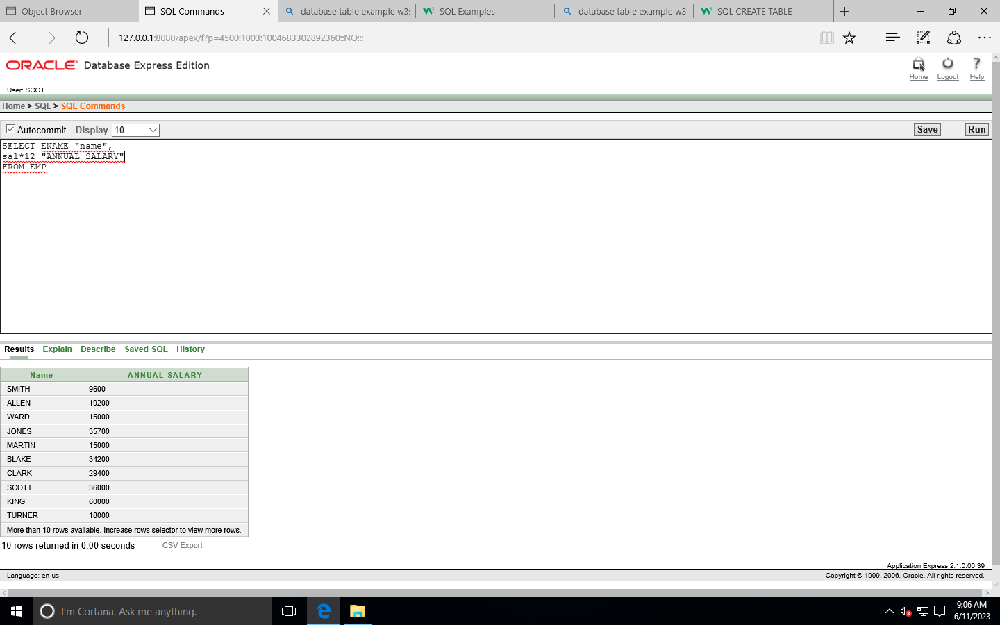 Object Browser
SQL Commands
database table example w3:
SQL Examples
database table example w3:
SQL CREATE TABLE
127.0.0.1:8080/apex/f?p=4500:1003:1004683302892360::NO:::
ORACLE Database Express Edition
Home Logout Help
User: SCOTT
Home > SQL > SQL Commands
Autocommit Display 10 Save Run
SELECT ENAME "name",
sal*12 "ANNUAL SALARY"
FROM EMP
Results Explain Describe Saved SQL History
Name ANNUAL SALARY
SMITH 9600
ALLEN 19200
WARD 15000
JONES 35700
MARTIN 15000
BLAKE 34200
CLARK 29400
SCOTT 36000
KING 60000
TURNER 18000
More than 10 rows available. Increase rows selector to view more rows.
10 rows returned in 0.00 seconds CSV Export
Application Express 2.1.0.00.39
Language: en-us Copyright © 1999, 2006, Oracle. All rights reserved.
I'm Cortana. Ask me anything.
9:06 AM
6/11/2023